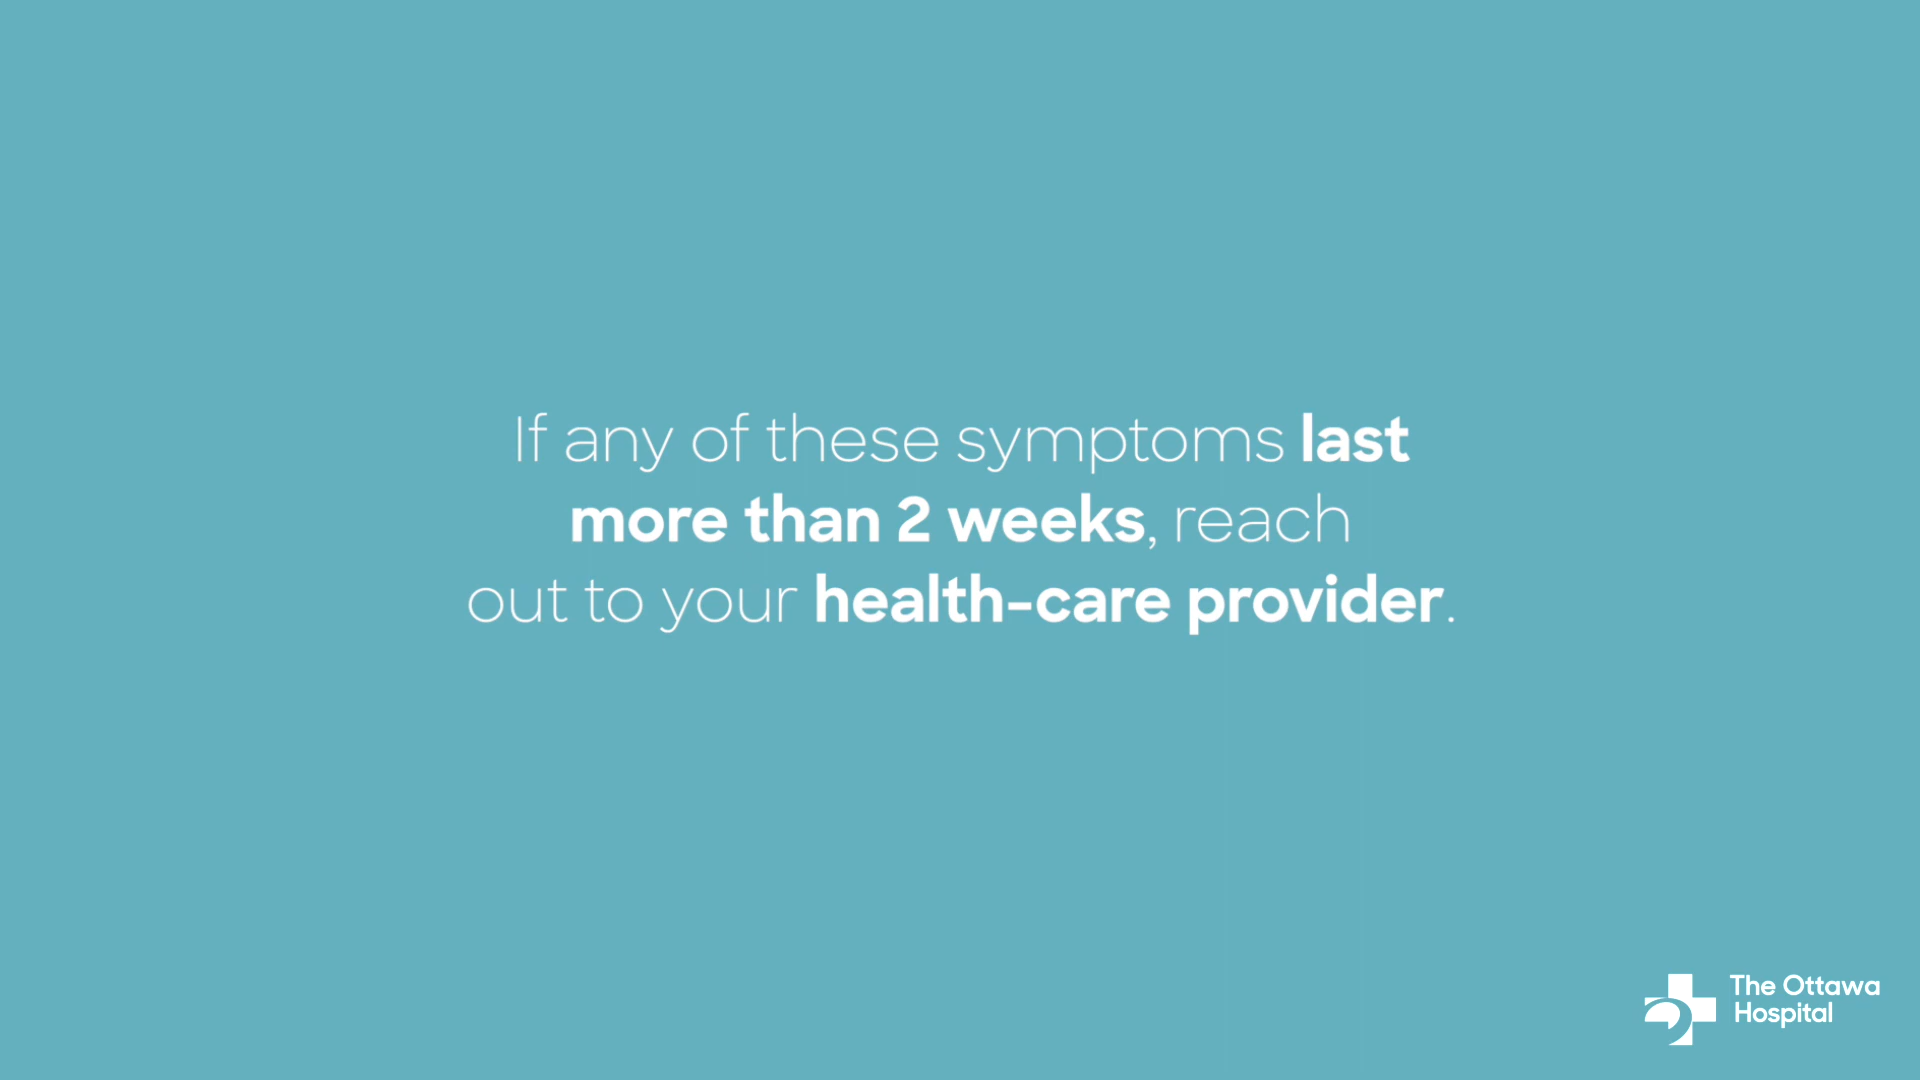 If any of these symptoms last
more than 2 weeks, reach
out to your health-care provider.
The Ottawa
Hospital